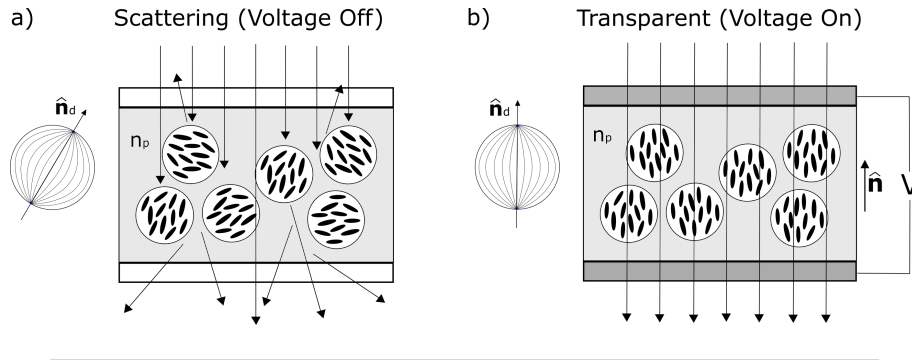 a) Scattering (Voltage Off)
n̂d
np
b) Transparent (Voltage On)
n̂d
np
n̂
V